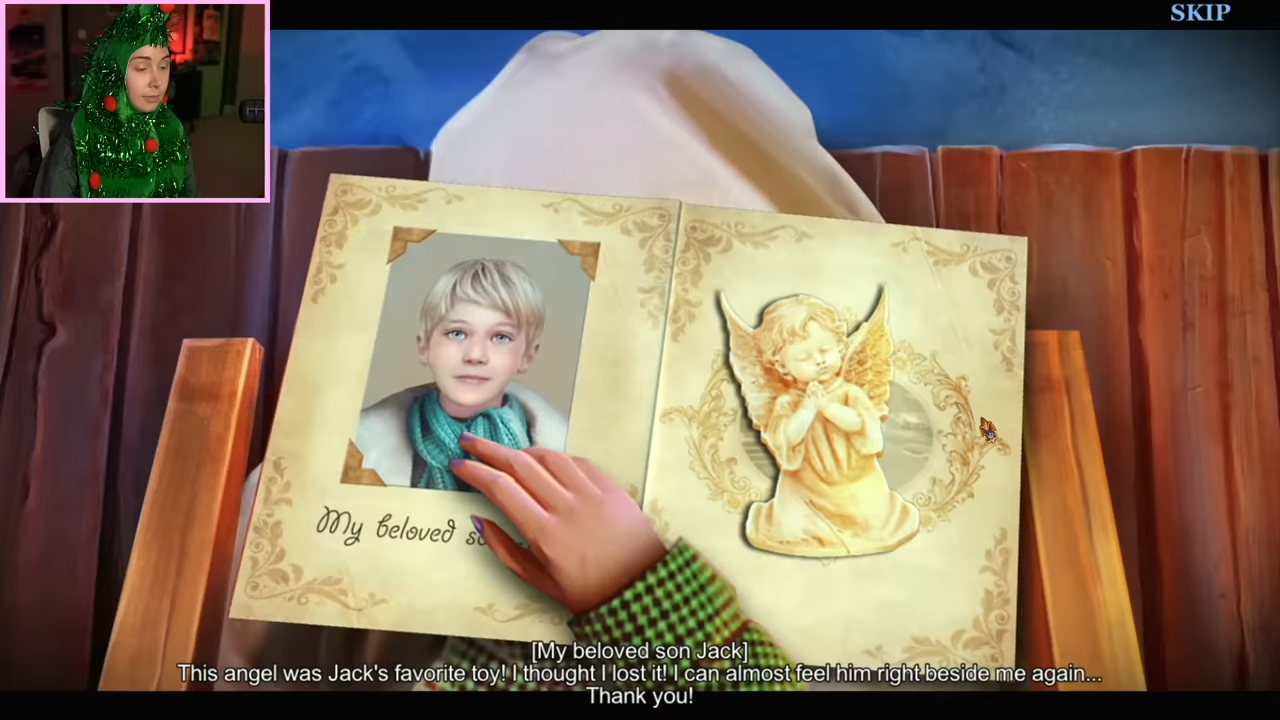 SKIP
My beloved
[My beloved son Jack]
This angel was Jack's favorite toy! I thought I lost it! I can almost feel him right beside me again...
Thank you!